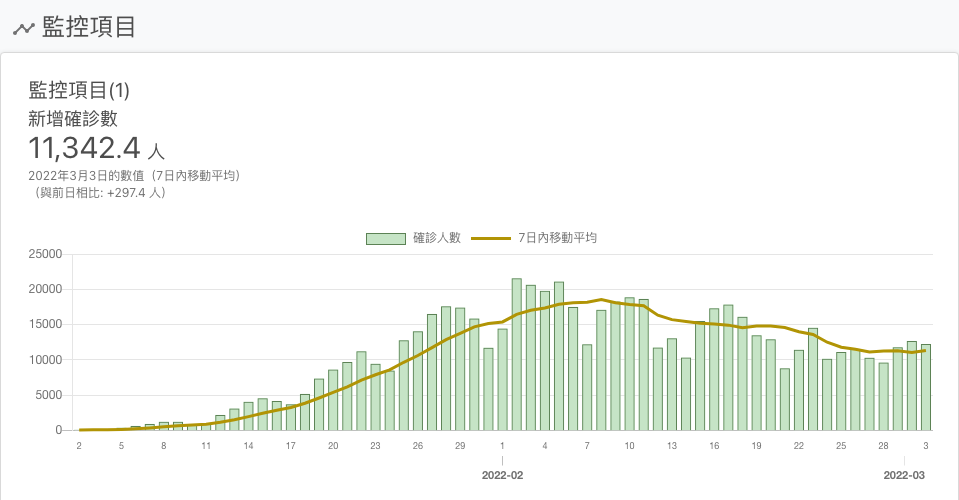 監控項目
監控項目(1)
新增確診數
11,342.4 人
2022年3月3日的數值（7日內移動平均）
（與前日相比: +297.4 人）
確診人數 7日內移動平均
25000
20000
15000
10000
5000
0
2 5 8 11 14 17 20 23 26 29 1 4 7 10 13 16 19 22 25 28 3
2022-02 2022-03